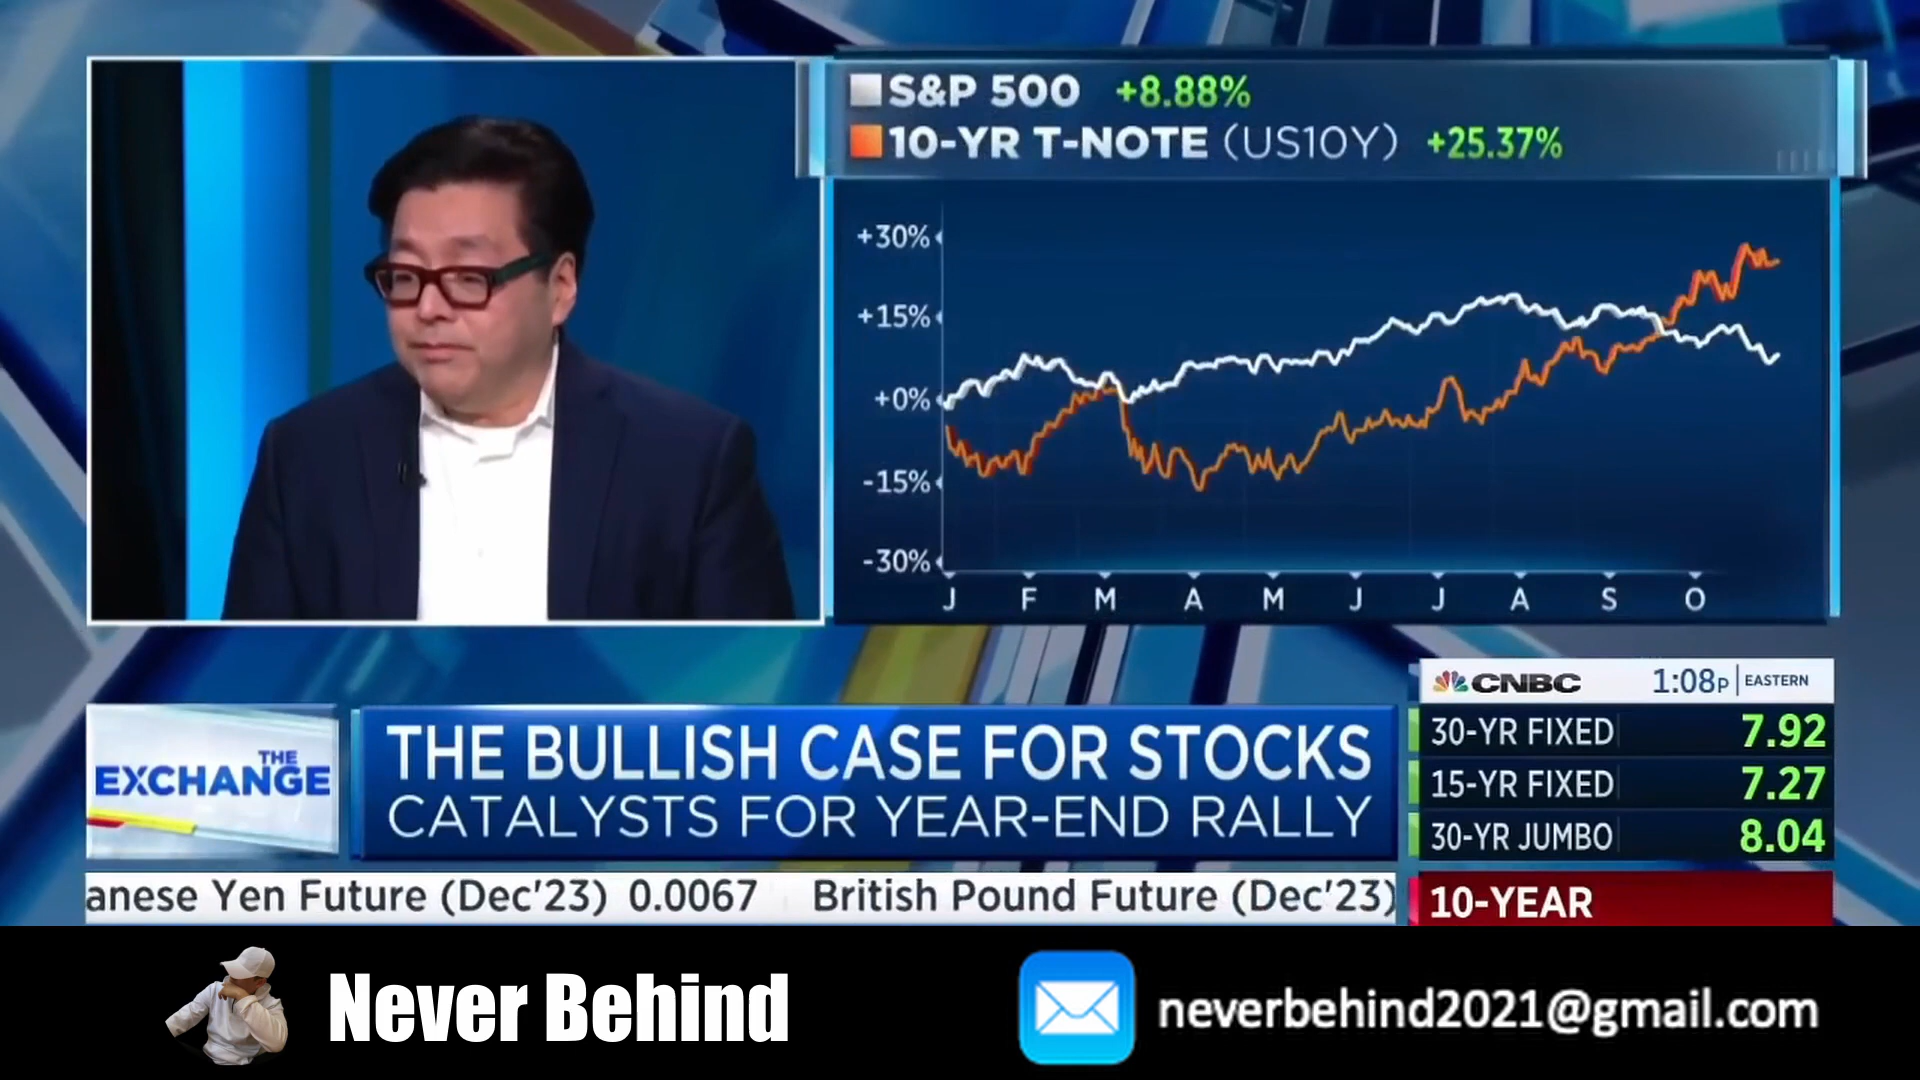 S&P 500 +8.88%
10-YR T-NOTE (US10Y) +25.37%
+30%
+15%
+0%
-15%
-30%
J F M A M J J A S O
CNBC 1:08P EASTERN
30-YR FIXED 7.92
15-YR FIXED 7.27
30-YR JUMBO 8.04
10-YEAR
THE
EXCHANGE
THE BULLISH CASE FOR STOCKS
CATALYSTS FOR YEAR-END RALLY
anese Yen Future (Dec'23) 0.0067 British Pound Future (Dec'23)
Never Behind
neverbehind2021@gmail.com